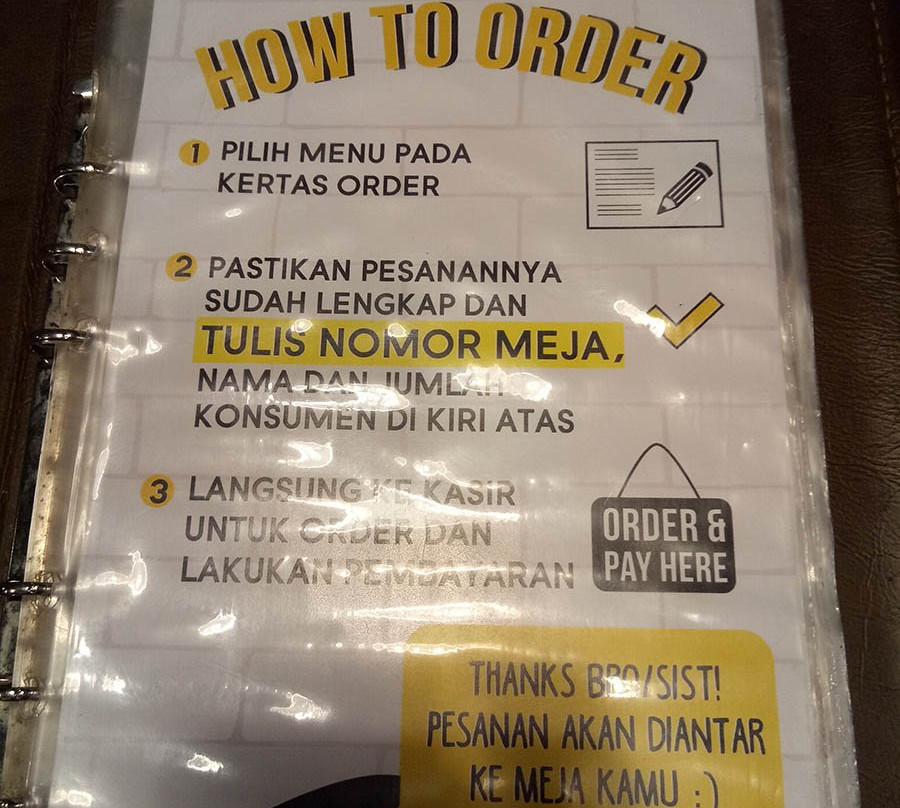 HOW TO ORDER
1 PILIH MENU PADA
KERTAS ORDER
2 PASTIKAN PESANANNYA
SUDAH LENGKAP DAN
TULIS NOMOR MEJA,
NAMA DAN JUMLAH
KONSUMEN DI KIRI ATAS
3 LANGSUNG KE KASIR
UNTUK ORDER DAN
LAKUKAN PEMBAYARAN
ORDER &
PAY HERE
THANKS BRO/SIST!
PESANAN AKAN DIANTAR
KE MEJA KAMU :)